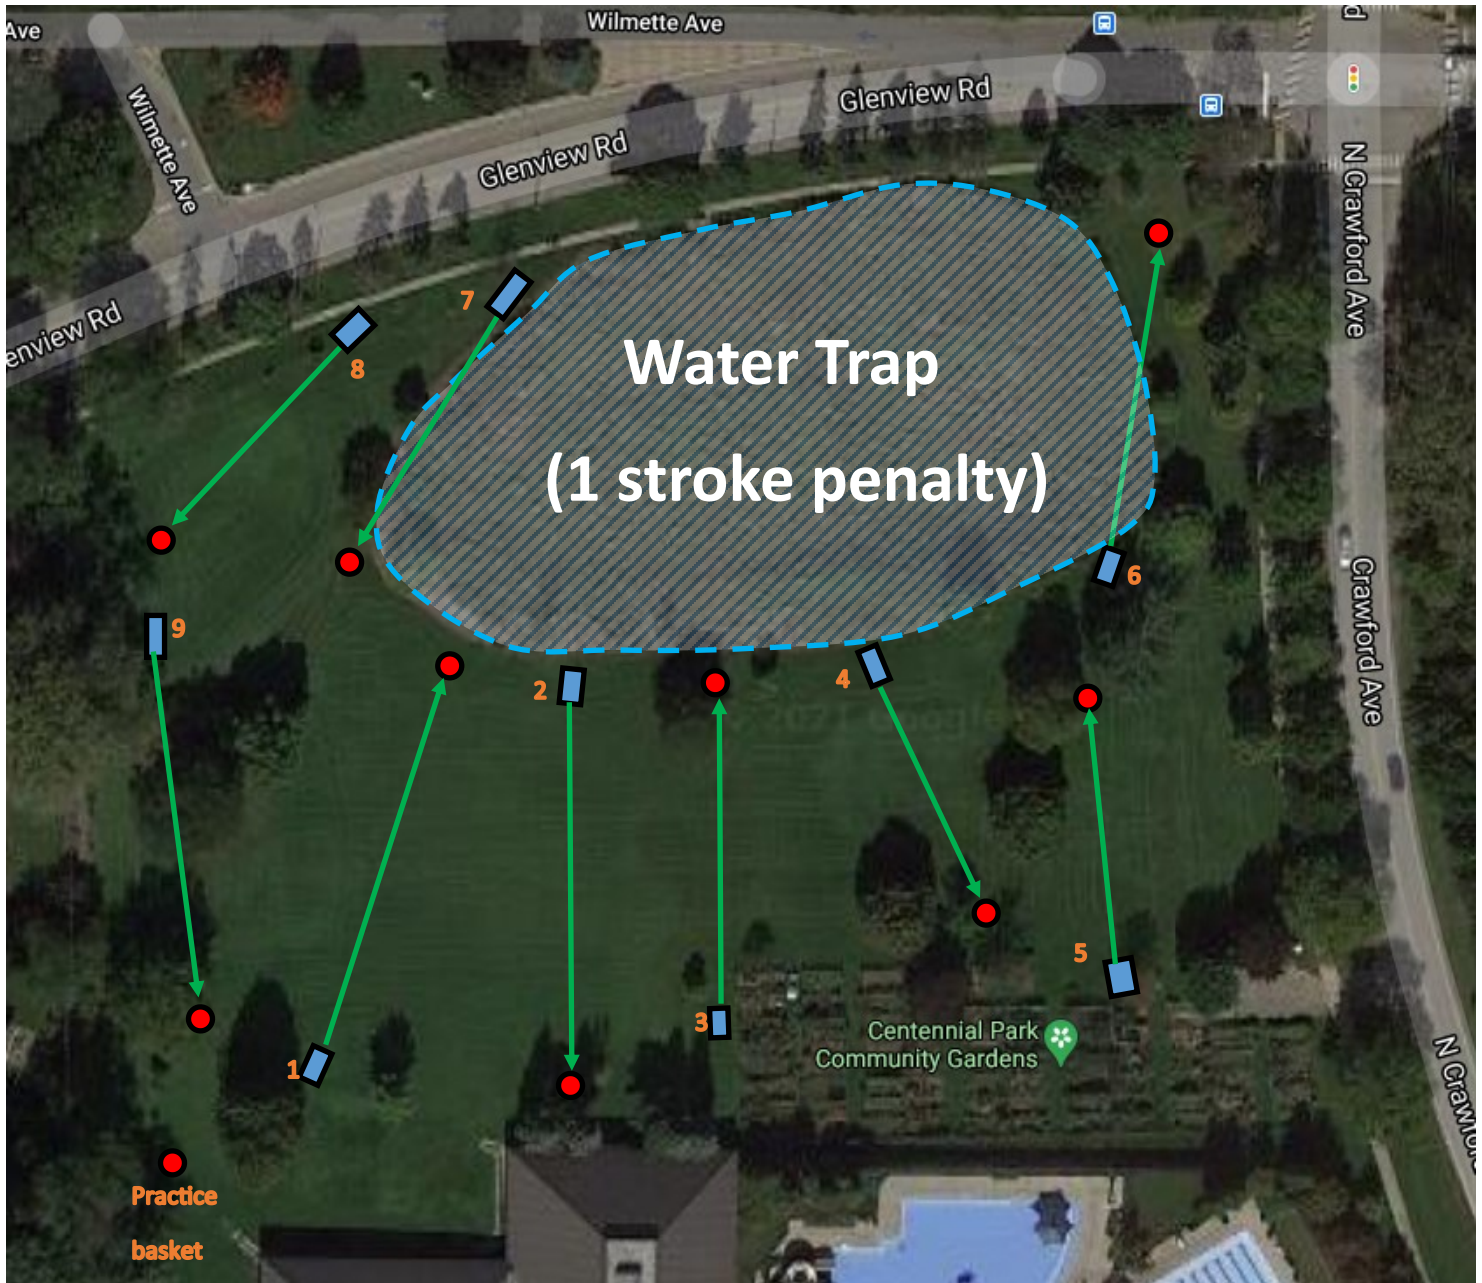 Ave
Wilmette Ave
Wilmette Ave
Glenview Rd
Glenview Rd
enview Rd
d
N Crawford Ave
Crawford Ave
N Crawford
7
8
Water Trap
(1 stroke penalty)
6
9
2
4
Google
5
3
1
Centennial Park
Community Gardens
Practice
basket